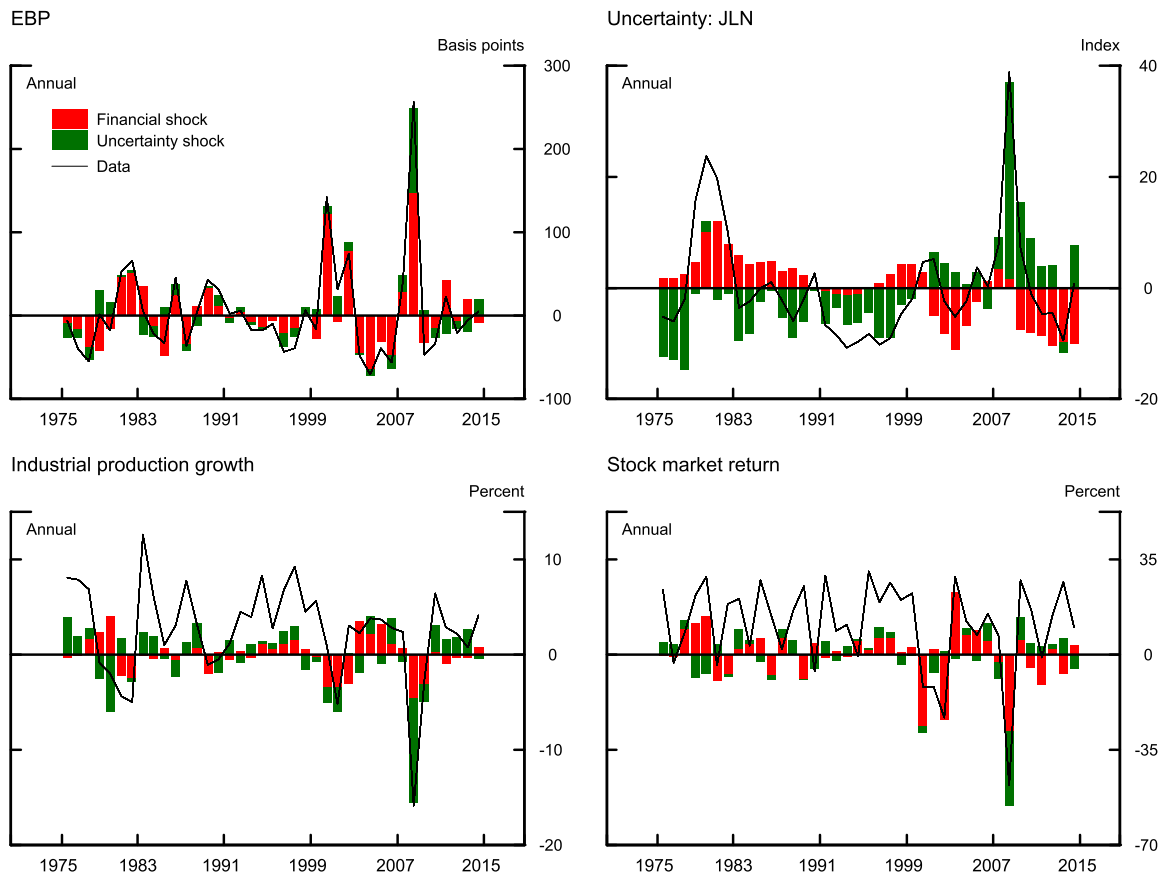 EBP
Basis points
Annual
Financial shock
Uncertainty shock
Data
300
200
100
0
-100
1975 1983 1991 1999 2007 2015
Uncertainty: JLN
Index
Annual
40
20
0
-20
1975 1983 1991 1999 2007 2015
Industrial production growth
Percent
Annual
10
0
-10
-20
1975 1983 1991 1999 2007 2015
Stock market return
Percent
Annual
35
0
-35
-70
1975 1983 1991 1999 2007 2015